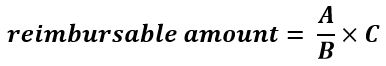 reimbursable amount = A/B × C